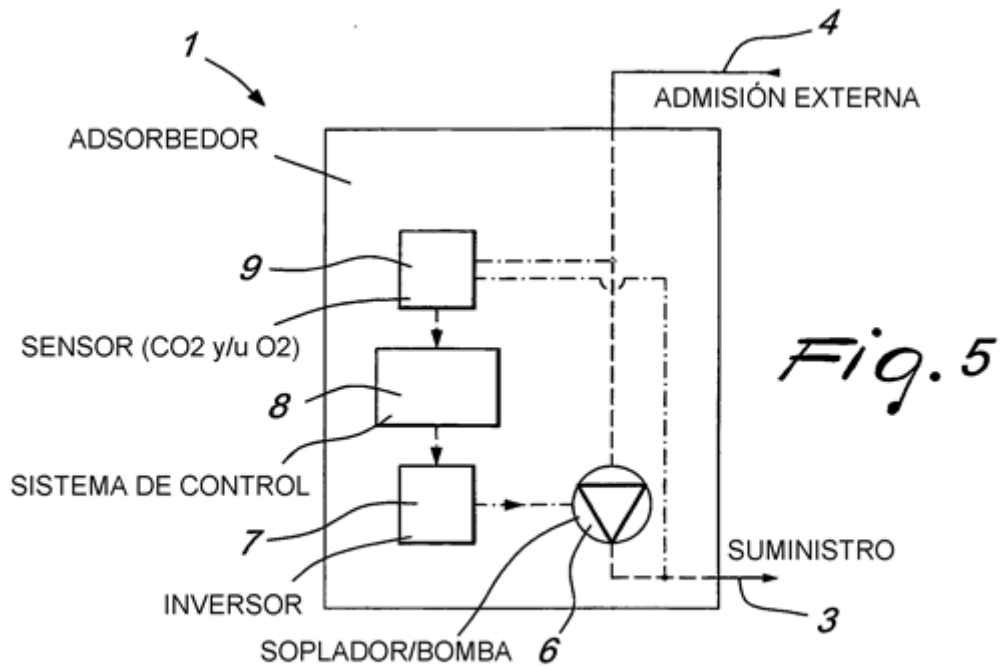 4
1
ADMISIÓN EXTERNA
ADSORBEDOR
9
SENSOR (CO2 y/u O2)
Fig. 5
8
SISTEMA DE CONTROL
7
SUMINISTRO
INVERSOR
3
SOPLADOR/BOMBA 6